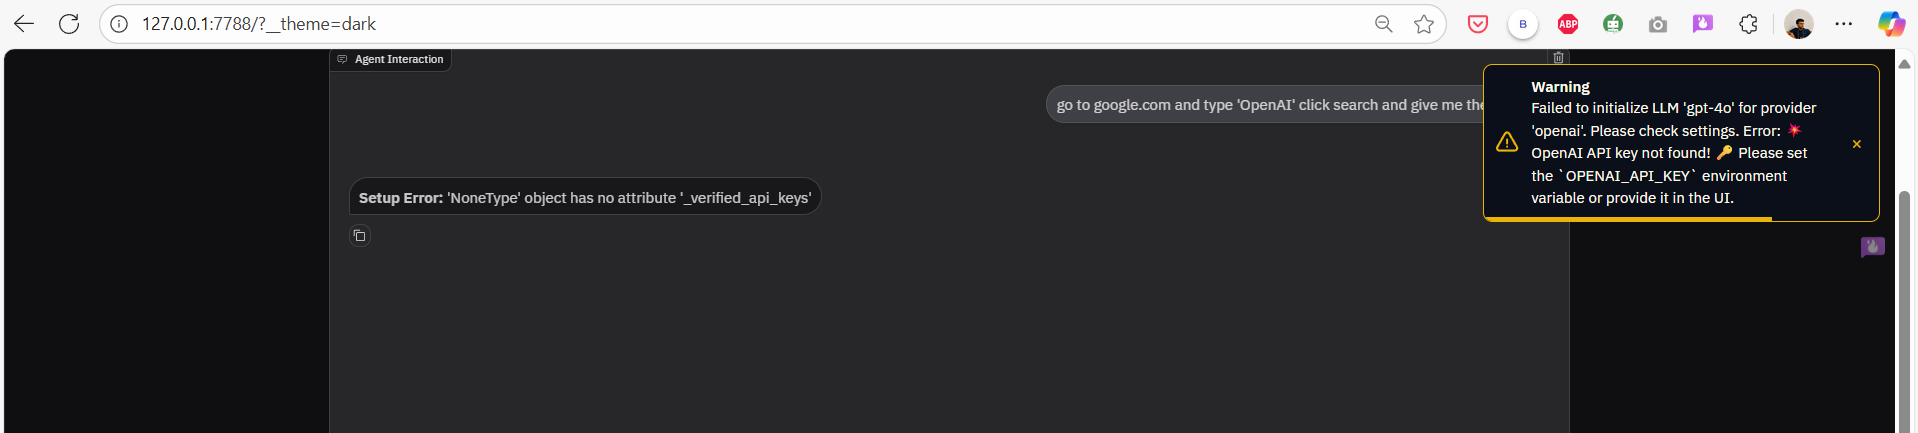 127.0.0.1:7788/?__theme=dark
B
ABP
Agent Interaction
go to google.com and type 'OpenAI' click search and give me the
Warning
Failed to initialize LLM 'gpt-4o' for provider
'openai'. Please check settings. Error: 💥
OpenAI API key not found! 🔑 Please set
the `OPENAI_API_KEY` environment
variable or provide it in the UI.
Setup Error: 'NoneType' object has no attribute '_verified_api_keys'